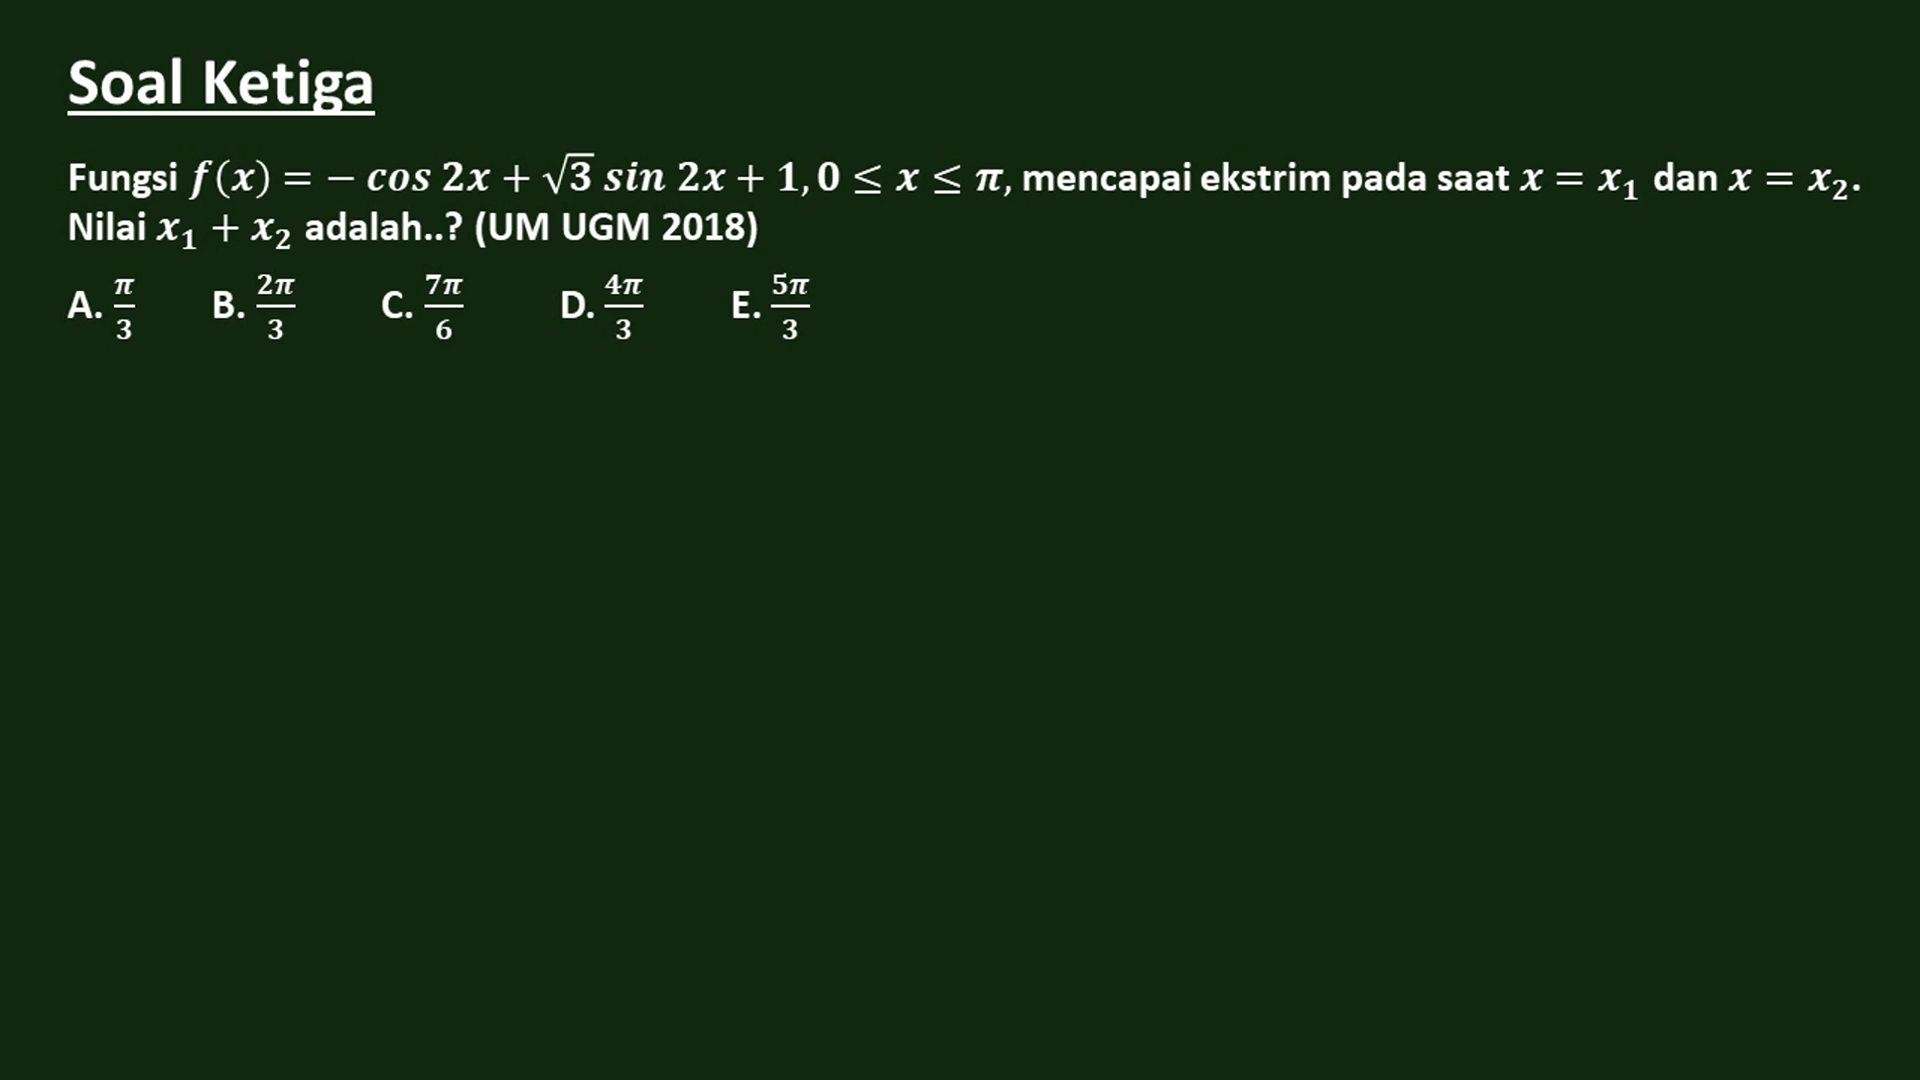 Soal Ketiga
Fungsi f(x) = − cos 2x + √3 sin 2x + 1, 0 ≤ x ≤ π, mencapai ekstrim pada saat x = x₁ dan x = x₂.
Nilai x₁ + x₂ adalah..? (UM UGM 2018)
A. π/3 B. 2π/3 C. 7π/6 D. 4π/3 E. 5π/3